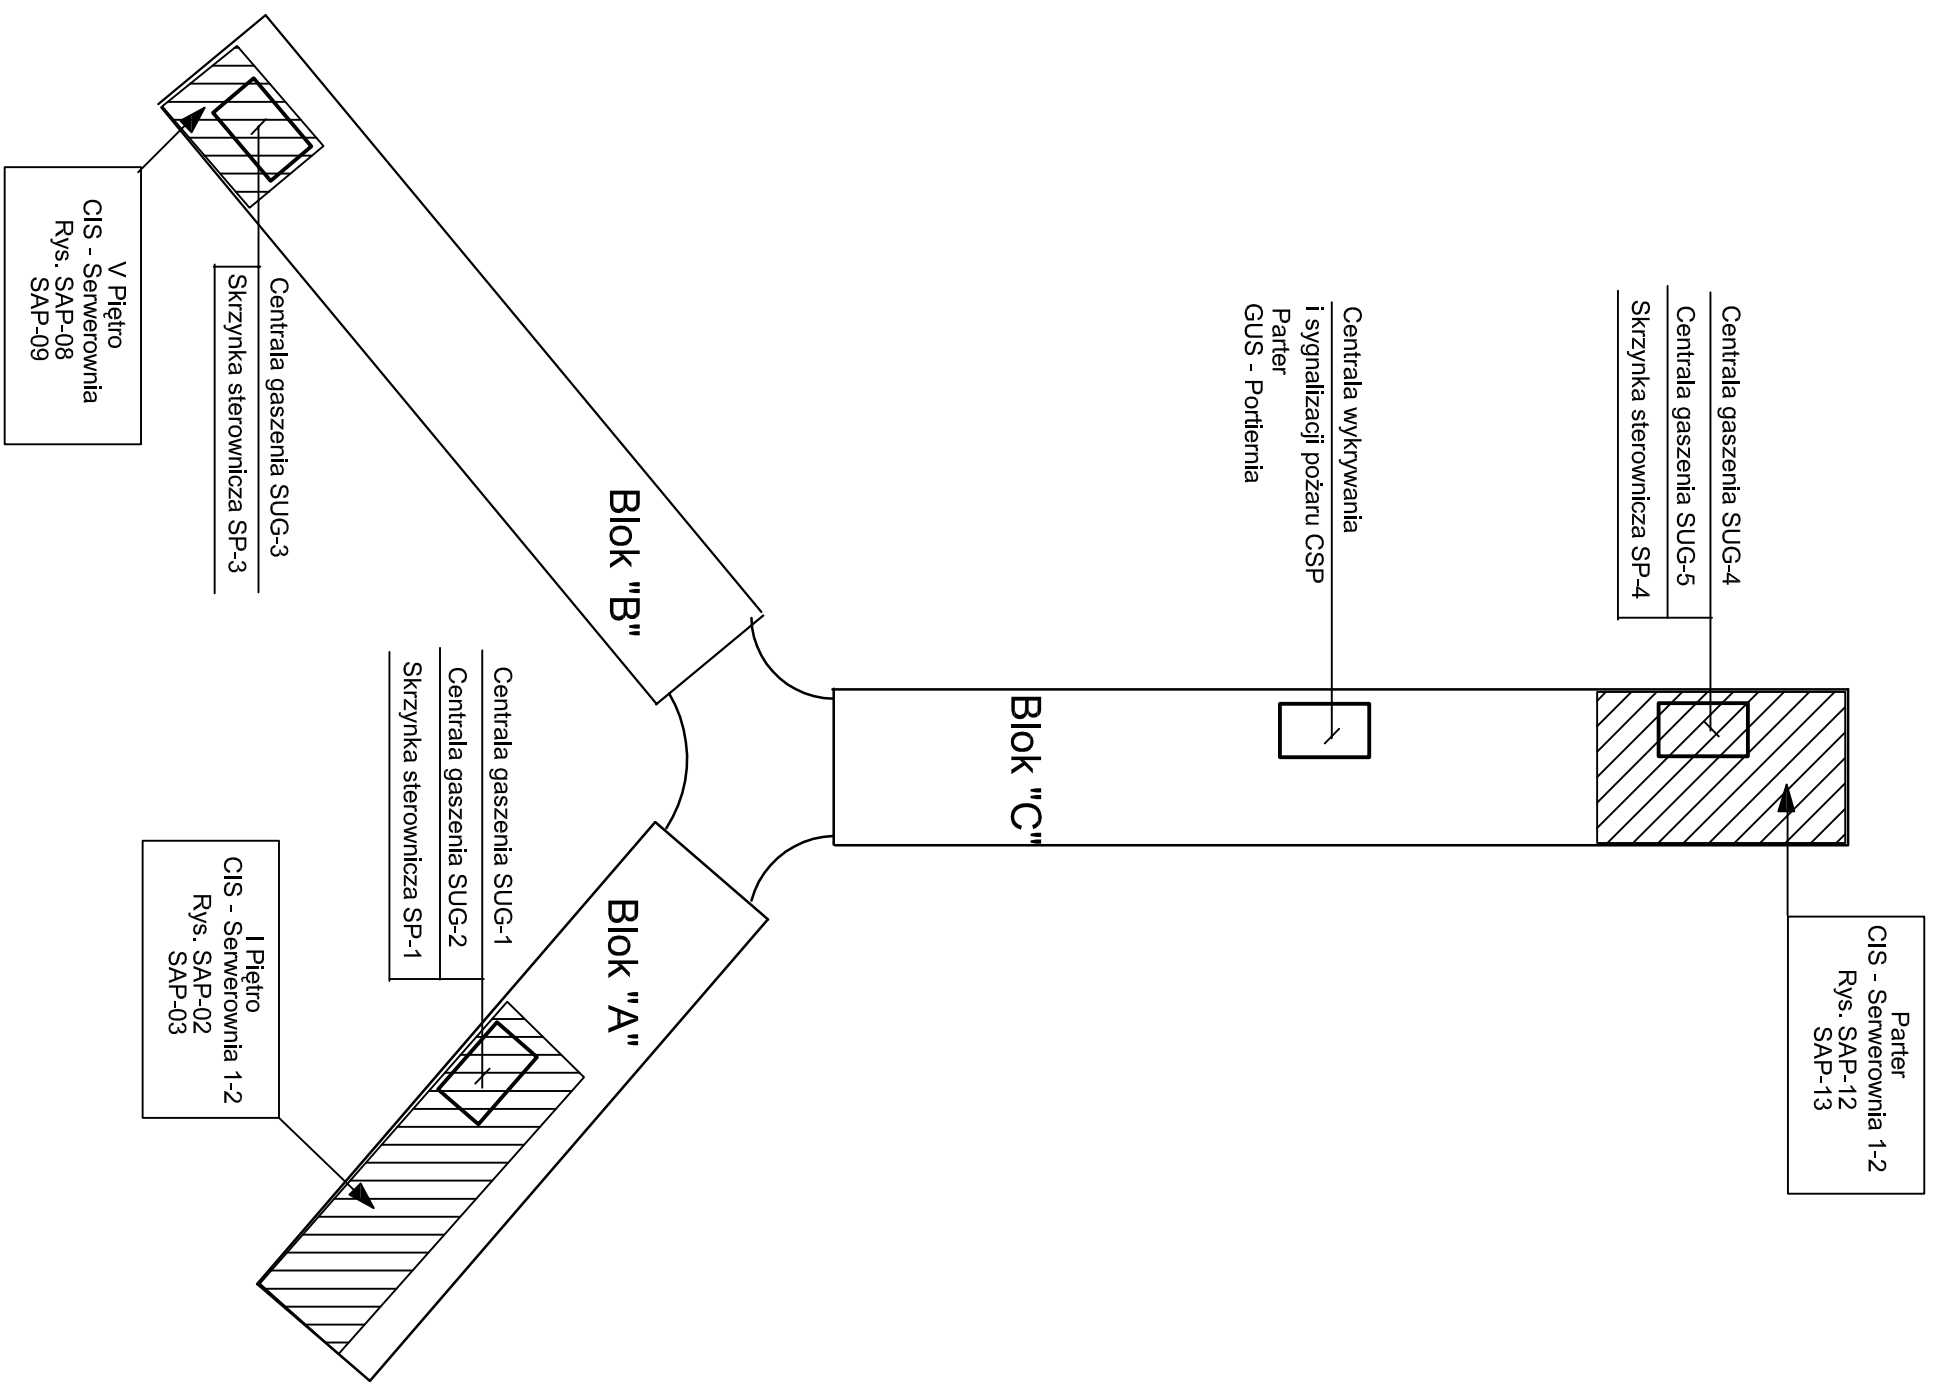 Parter
CIS - Serwerownia 1-2
Rys. SAP-12
SAP-13
Centrala gaszenia SUG-4
Centrala gaszenia SUG-5
Skrzynka sterownicza SP-4
Centrala wykrywania
i sygnalizacji pożaru CSP
Parter
GUS - Portiernia
Blok "C"
Blok "B"
Blok "A"
Centrala gaszenia SUG-1
Centrala gaszenia SUG-2
Skrzynka sterownicza SP-1
Centrala gaszenia SUG-3
Skrzynka sterownicza SP-3
I Piętro
CIS - Serwerownia 1-2
Rys. SAP-02
SAP-03
V Piętro
CIS - Serwerownia
Rys. SAP-08
SAP-09